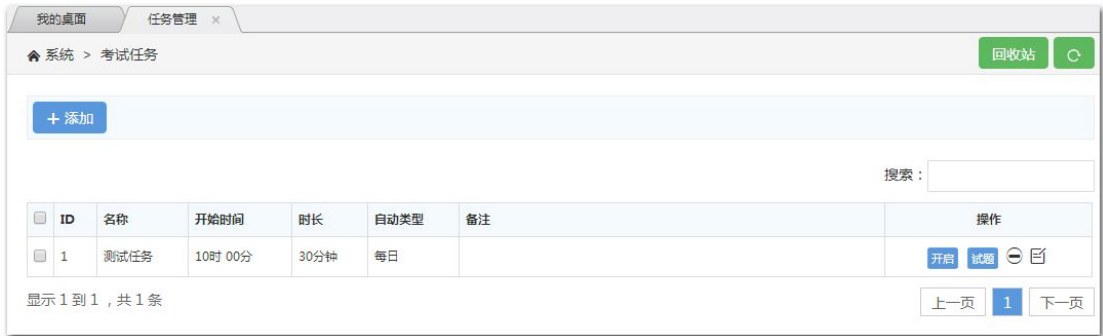 我的桌面 任务管理 ×
系统 > 考试任务 回收站
+ 添加
搜索：
ID 名称 开始时间 时长 自动类型 备注 操作
1 测试任务 10时 00分 30分钟 每日 开启 试题
显示 1 到 1 ，共 1 条 上一页 1 下一页